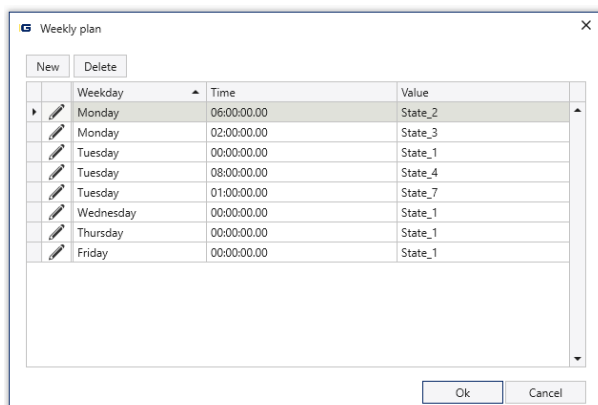 G Weekly plan
New Delete
Weekday Time Value
Monday 06:00:00.00 State_2
Monday 02:00:00.00 State_3
Tuesday 00:00:00.00 State_1
Tuesday 08:00:00.00 State_4
Tuesday 01:00:00.00 State_7
Wednesday 00:00:00.00 State_1
Thursday 00:00:00.00 State_1
Friday 00:00:00.00 State_1
Ok Cancel